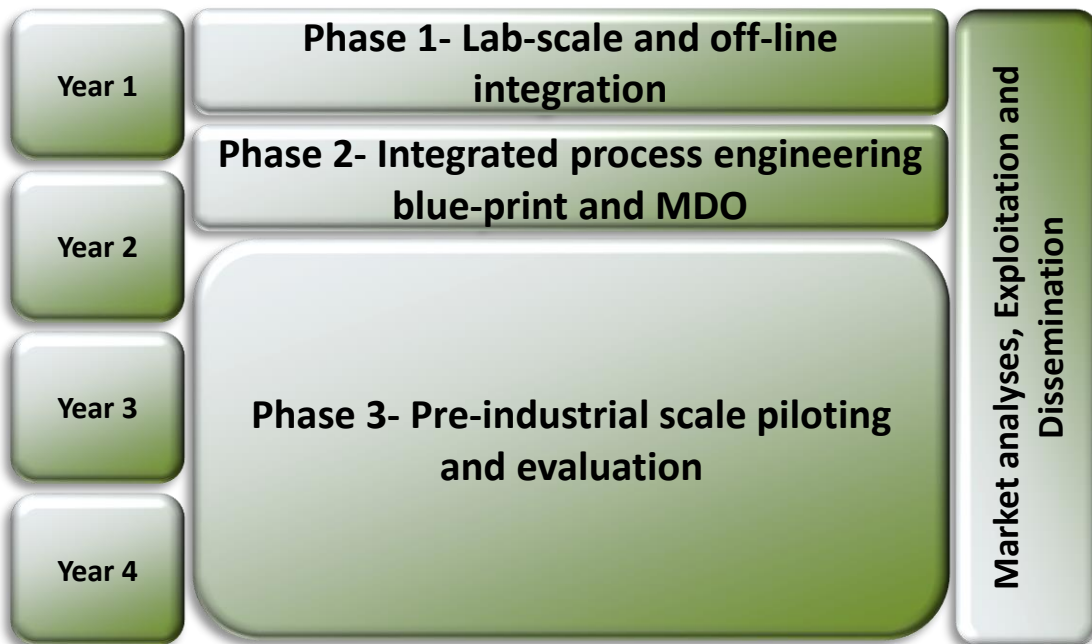 Year 1
Year 2
Year 3
Year 4
Phase 1- Lab-scale and off-line
integration
Phase 2- Integrated process engineering
blue-print and MDO
Phase 3- Pre-industrial scale piloting
and evaluation
Market analyses, Exploitation and
Dissemination